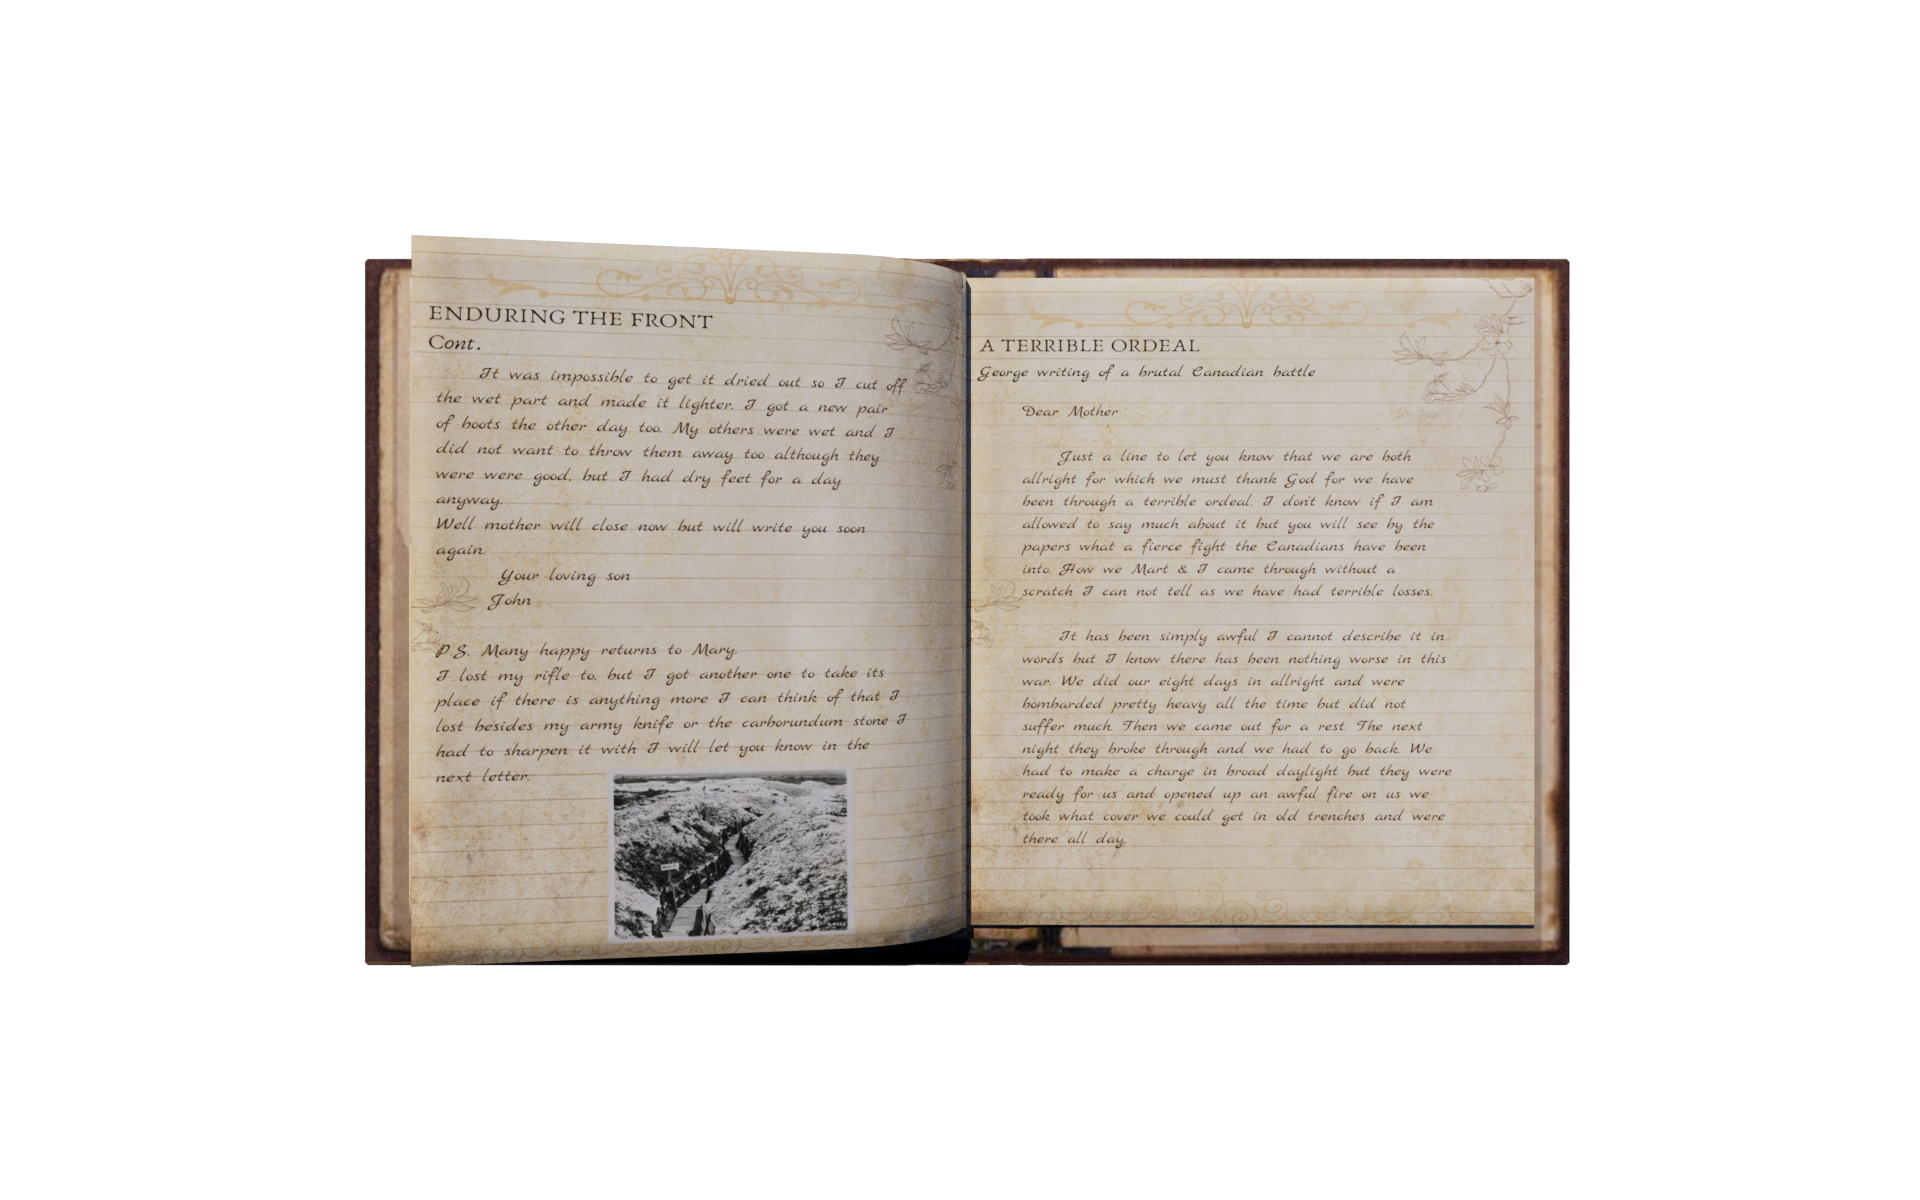 ENDURING THE FRONT
Cont.
It was impossible to get it dried out so I cut off
the wet part and made it lighter. I got a new pair
of boots the other day too. My others were wet and I
did not want to throw them away too although they
were were good, but I had dry feet for a day
anyway.
Well mother will close now but will write you soon
again.
Your loving son
John
P.S. Many happy returns to Mary.
I lost my rifle to, but I got another one to take its
place if there is anything more I can think of that I
lost besides my army knife or the carborundum stone I
had to sharpen it with I will let you know in the
next letter.
A TERRIBLE ORDEAL
George writing of a brutal Canadian battle
Dear Mother
Just a line to let you know that we are both
allright for which we must thank God for we have
been through a terrible ordeal. I don't know if I am
allowed to say much about it but you will see by the
papers what a fierce fight the Canadians have been
into. How we Mart & I came through without a
scratch I can not tell as we have had terrible losses.
It has been simply awful I cannot describe it in
words but I know there has been nothing worse in this
war. We did our eight days in allright and were
bombarded pretty heavy all the time but did not
suffer much. Then we came out for a rest. The next
night they broke through and we had to go back. We
had to make a charge in broad daylight but they were
ready for us and opened up an awful fire on us we
took what cover we could get in old trenches and were
there all day.